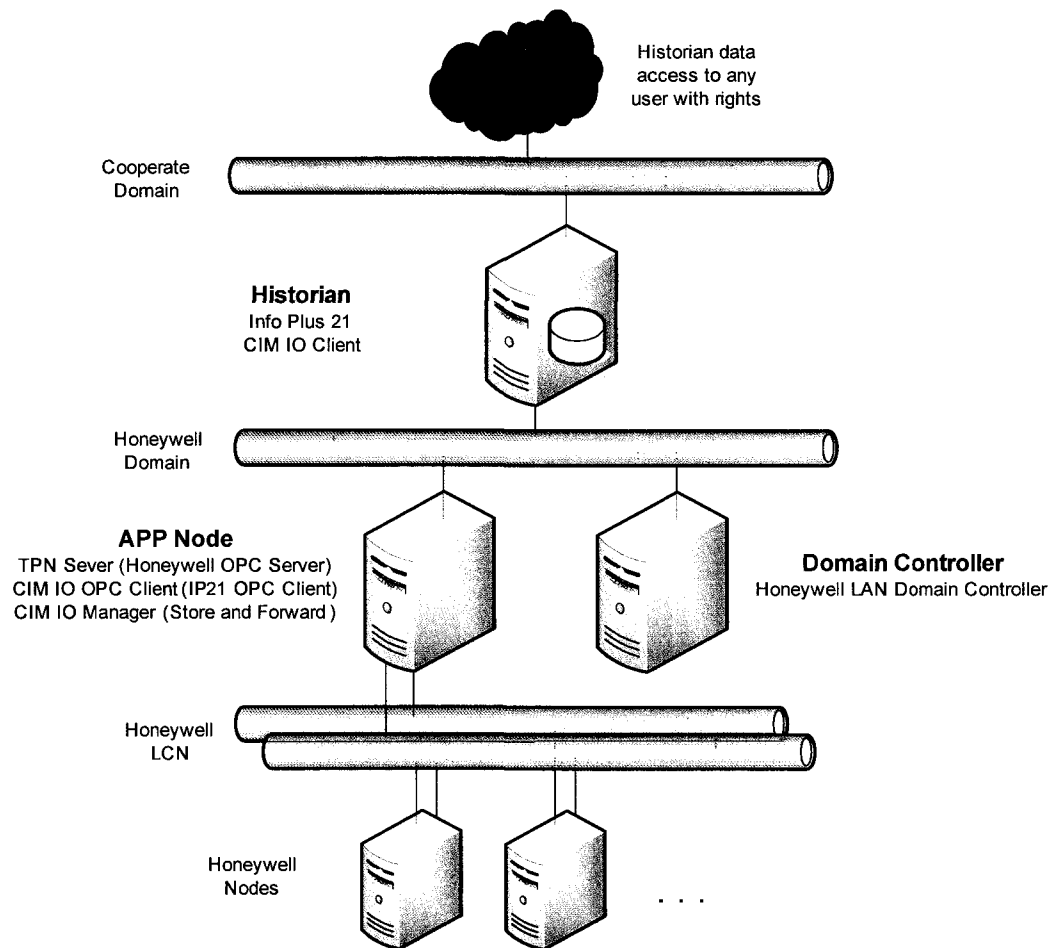 Historian data
access to any
user with rights
Cooperate
Domain
Historian
Info Plus 21
CIM IO Client
Honeywell
Domain
APP Node
TPN Sever (Honeywell OPC Server)
CIM IO OPC Client (IP21 OPC Client)
CIM IO Manager (Store and Forward)
Domain Controller
Honeywell LAN Domain Controller
Honeywell
LCN
Honeywell
Nodes
. . .